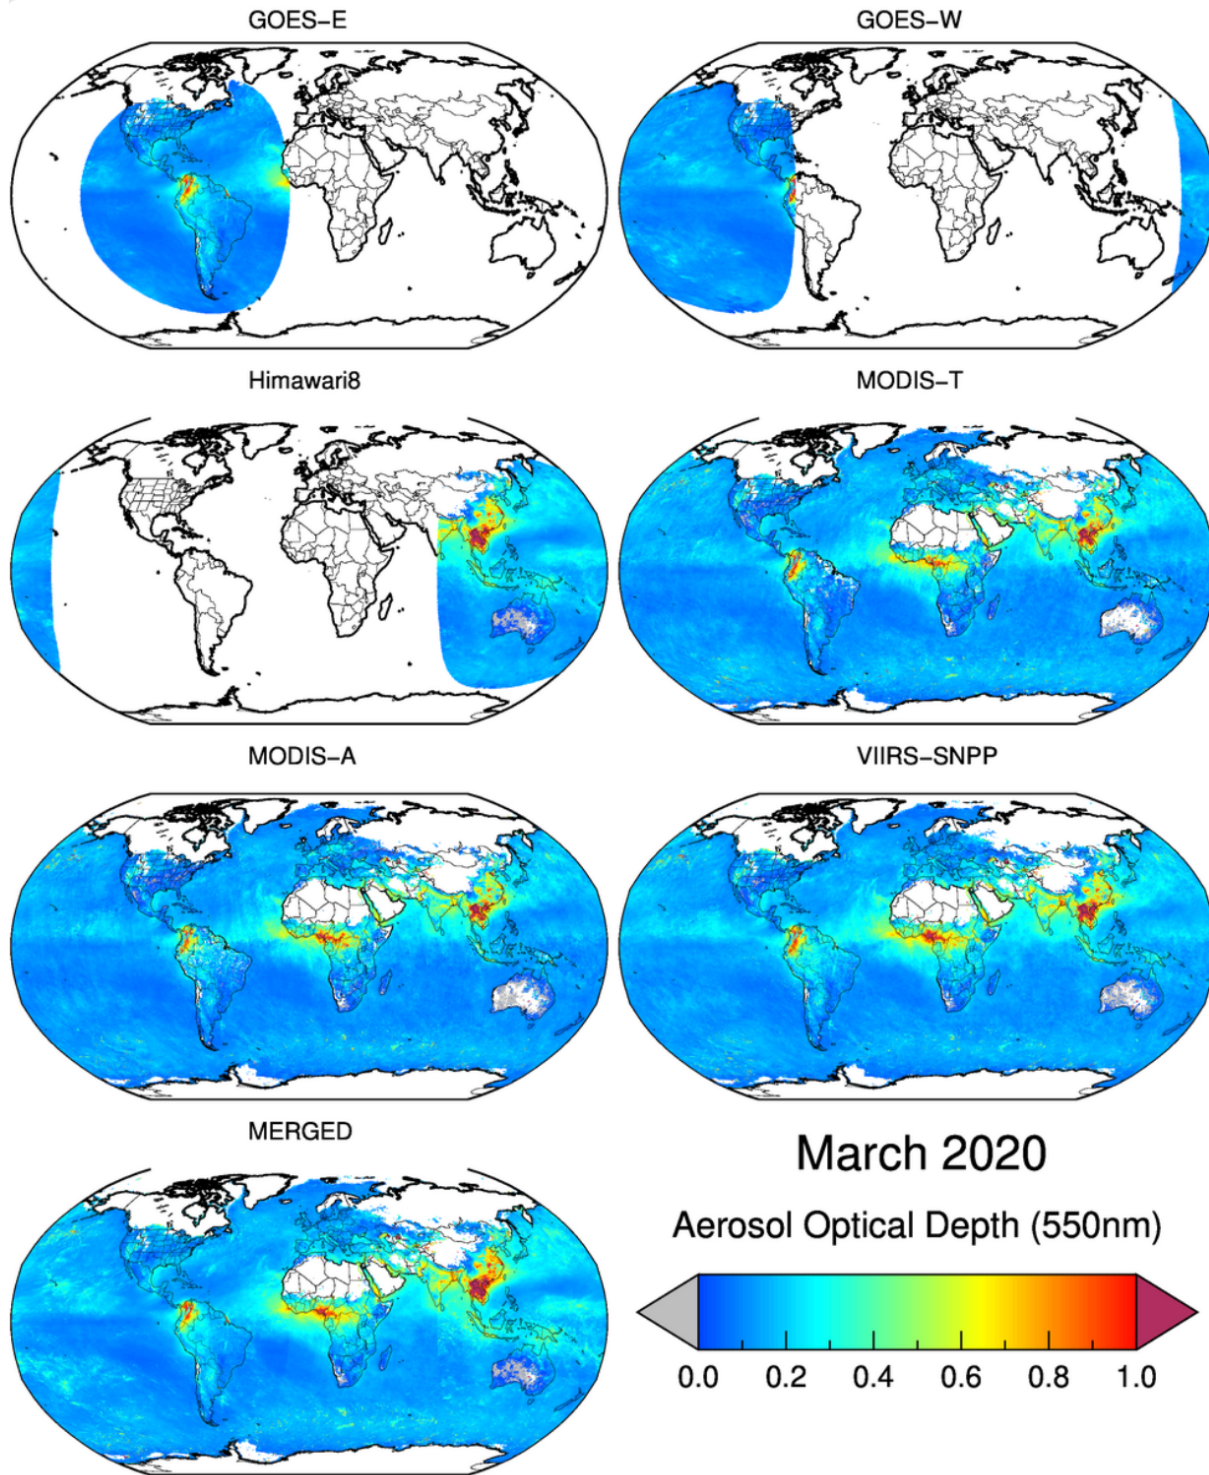 GOES-E
GOES-W
Himawari8
MODIS-T
MODIS-A
VIIRS-SNPP
MERGED
March 2020
Aerosol Optical Depth (550nm)
0.0 0.2 0.4 0.6 0.8 1.0